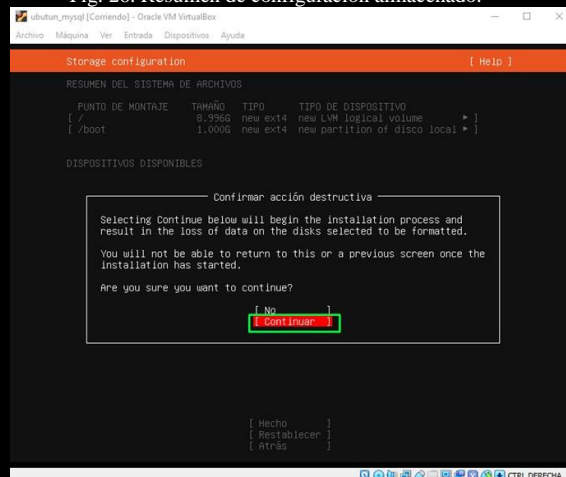 Fig. 28. Resumen de configuración almacenado.
ubutun_mysql [Corriendo] - Oracle VM VirtualBox
Archivo Máquina Ver Entrada Dispositivos Ayuda
Storage configuration [ Help ]
RESUMEN DEL SISTEMA DE ARCHIVOS
PUNTO DE MONTAJE TAMAÑO TIPO TIPO DE DISPOSITIVO
[ / 8.996G new ext4 new LVM logical volume ▸ ]
[ /boot 1.000G new ext4 new partition of disco local ▸ ]
DISPOSITIVOS DISPONIBLES
Confirmar acción destructiva
Selecting Continue below will begin the installation process and
result in the loss of data on the disks selected to be formatted.
You will not be able to return to this or a previous screen once the
installation has started.
Are you sure you want to continue?
[ No ]
[ Continuar ]
[ Hecho ]
[ Restablecer ]
[ Atrás ]
CTRL DERECHA